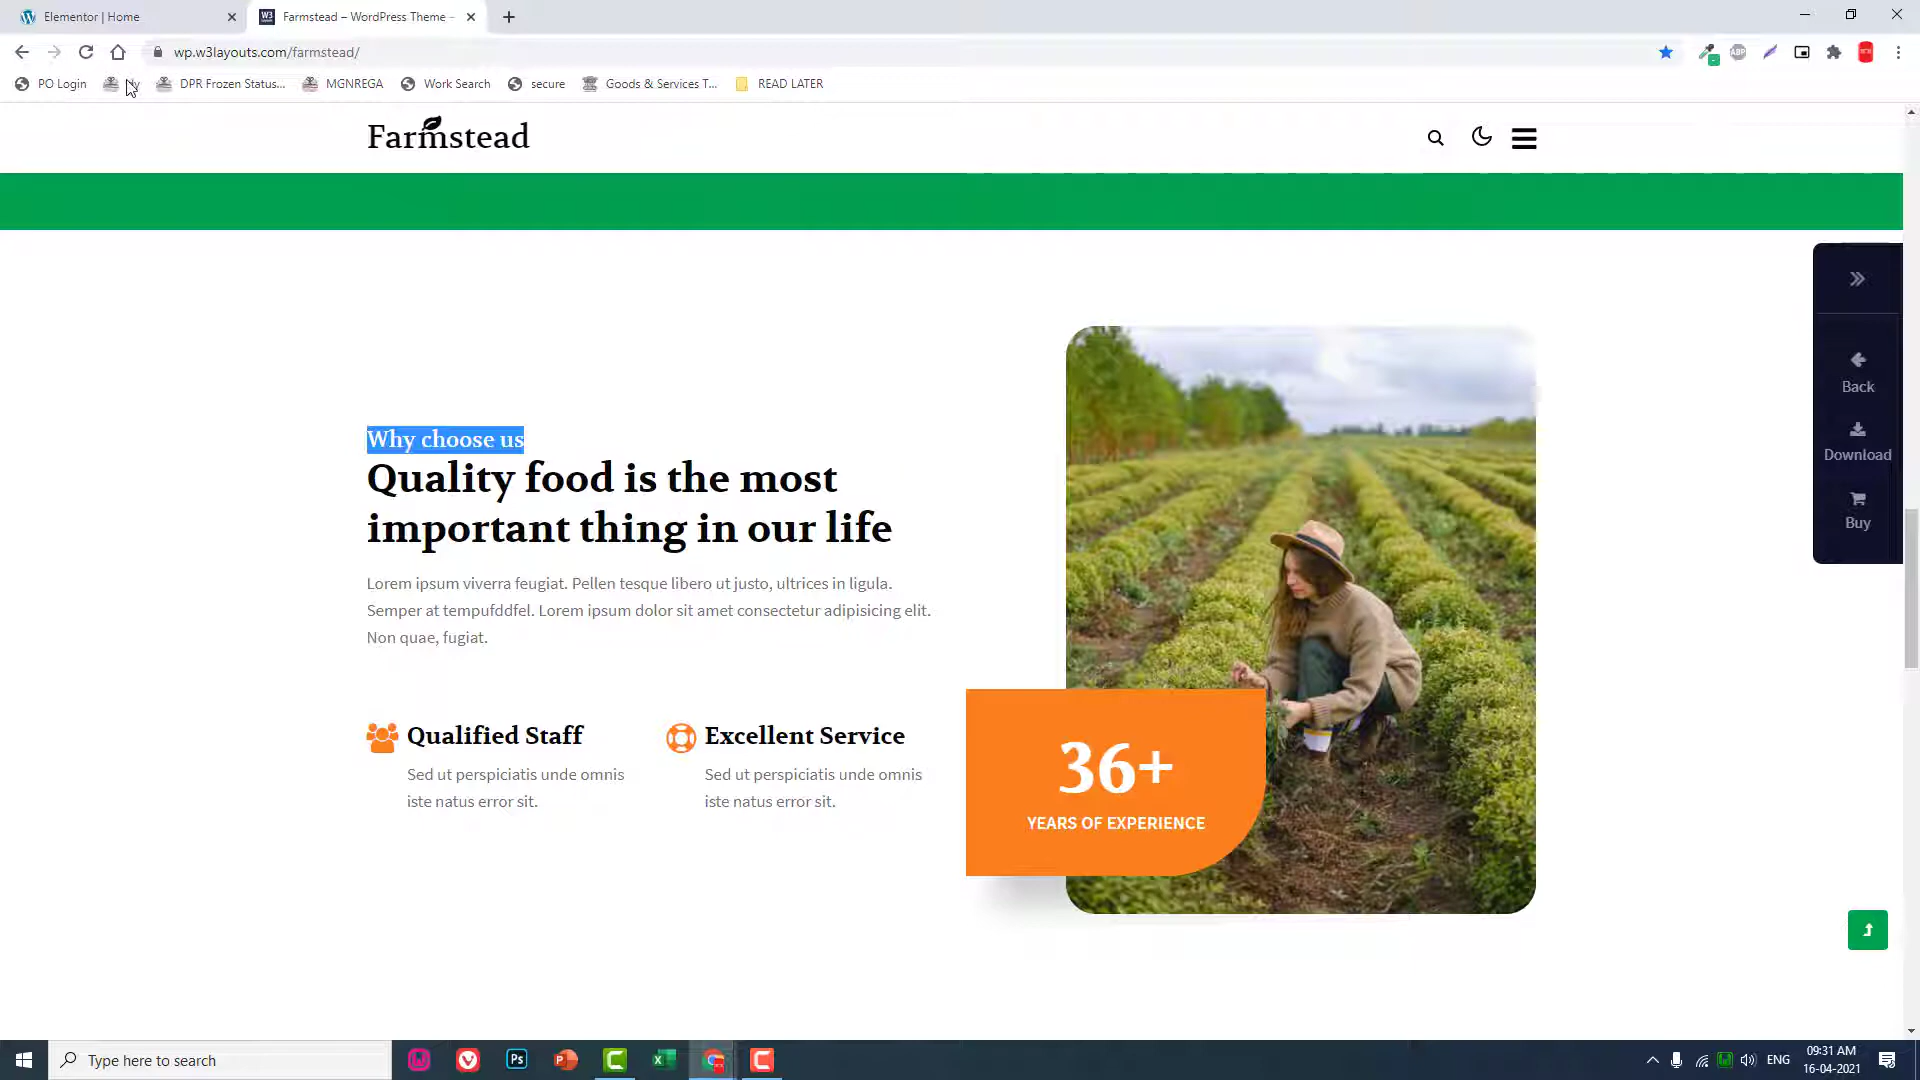 Elementor | Home
Farmstead – WordPress Theme –
wp.w3layouts.com/farmstead/
PO Login
DPR Frozen Status...
MGNREGA
Work Search
secure
Goods & Services T...
READ LATER
Farmstead
Back
Download
Buy
Why choose us
Quality food is the most
important thing in our life
Lorem ipsum viverra feugiat. Pellen tesque libero ut justo, ultrices in ligula.
Semper at tempufddfel. Lorem ipsum dolor sit amet consectetur adipisicing elit.
Non quae, fugiat.
Qualified Staff
Sed ut perspiciatis unde omnis
iste natus error sit.
Excellent Service
Sed ut perspiciatis unde omnis
iste natus error sit.
36+
YEARS OF EXPERIENCE
Type here to search
ENG
09:31 AM
16-04-2021